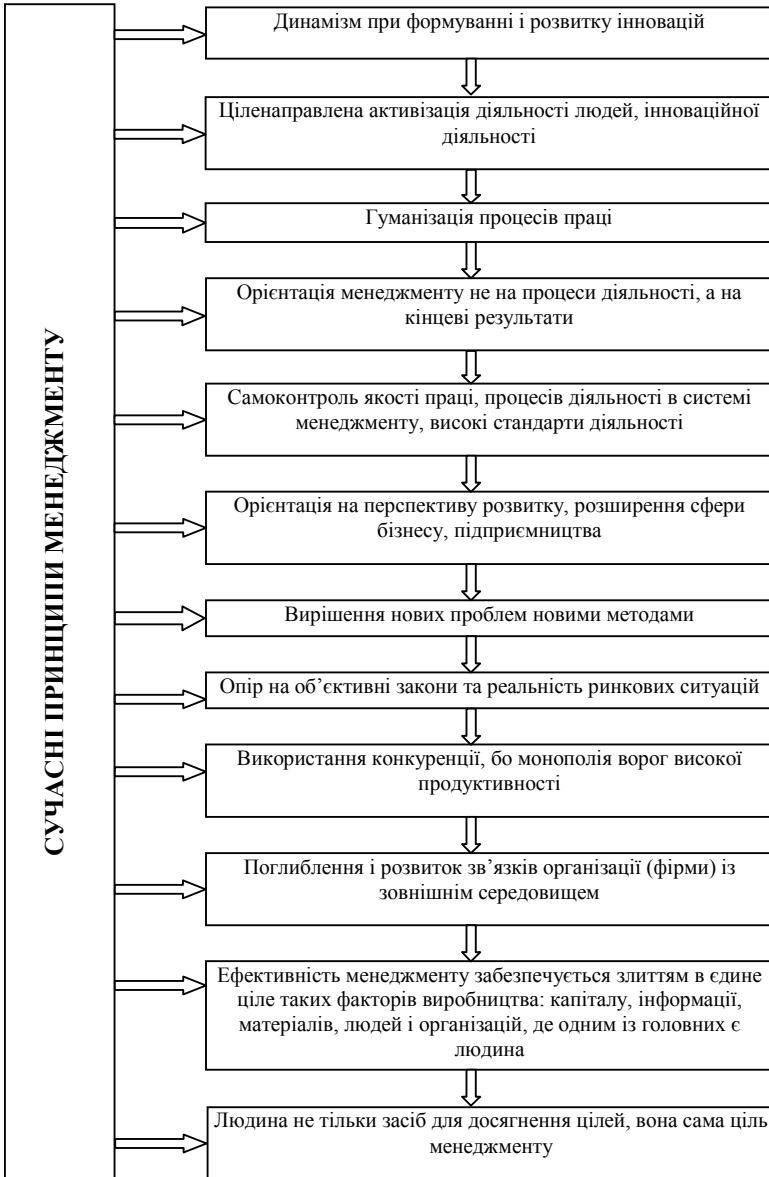 СУЧАСНІ ПРИНЦИПИ МЕНЕДЖМЕНТУ
Динамізм при формуванні і розвитку інновацій
Ціленаправлена активізація діяльності людей, інноваційної
діяльності
Гуманізація процесів праці
Орієнтація менеджменту не на процеси діяльності, а на
кінцеві результати
Самоконтроль якості праці, процесів діяльності в системі
менеджменту, високі стандарти діяльності
Орієнтація на перспективу розвитку, розширення сфери
бізнесу, підприємництва
Вирішення нових проблем новими методами
Опір на об’єктивні закони та реальність ринкових ситуацій
Використання конкуренції, бо монополія ворог високої
продуктивності
Поглиблення і розвиток зв’язків організації (фірми) із
зовнішнім середовищем
Ефективність менеджменту забезпечується злиттям в єдине
ціле таких факторів виробництва: капіталу, інформації,
матеріалів, людей і організацій, де одним із головних є
людина
Людина не тільки засіб для досягнення цілей, вона сама ціль
менеджменту